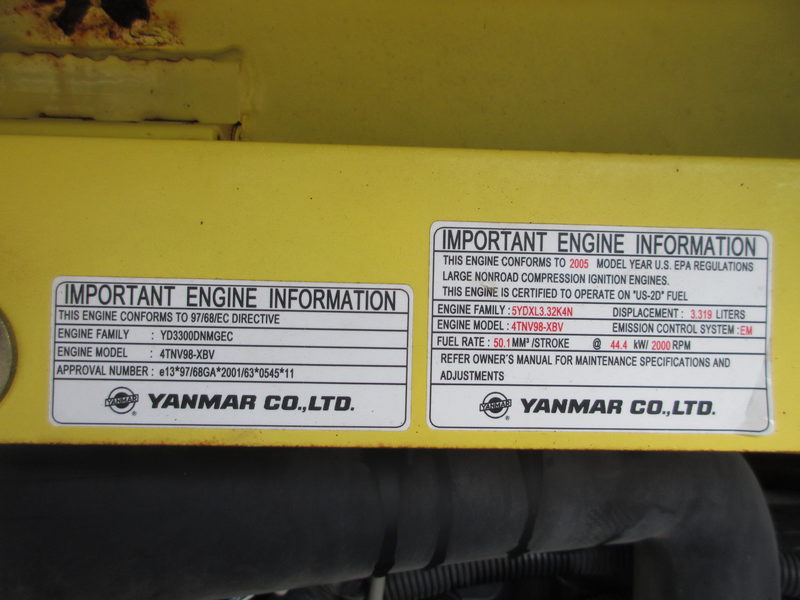 IMPORTANT ENGINE INFORMATION
THIS ENGINE CONFORMS TO 97/68/EC DIRECTIVE
ENGINE FAMILY : YD3300DNMGEC
ENGINE MODEL : 4TNV98-XBV
APPROVAL NUMBER : e13*97/68GA*2001/63*0545*11
YANMAR
® YANMAR CO.,LTD.
IMPORTANT ENGINE INFORMATION
THIS ENGINE CONFORMS TO 2005 MODEL YEAR U.S. EPA REGULATIONS
LARGE NONROAD COMPRESSION IGNITION ENGINES.
THIS ENGINE IS CERTIFIED TO OPERATE ON "US-2D" FUEL
ENGINE FAMILY : 5YDXL3.32K4N DISPLACEMENT : 3.319 LITERS
ENGINE MODEL : 4TNV98-XBV EMISSION CONTROL SYSTEM : EM
FUEL RATE : 50.1 MM³ /STROKE @ 44.4 kW/ 2000 RPM
REFER OWNER'S MANUAL FOR MAINTENANCE SPECIFICATIONS AND
ADJUSTMENTS
YANMAR
® YANMAR CO.,LTD.